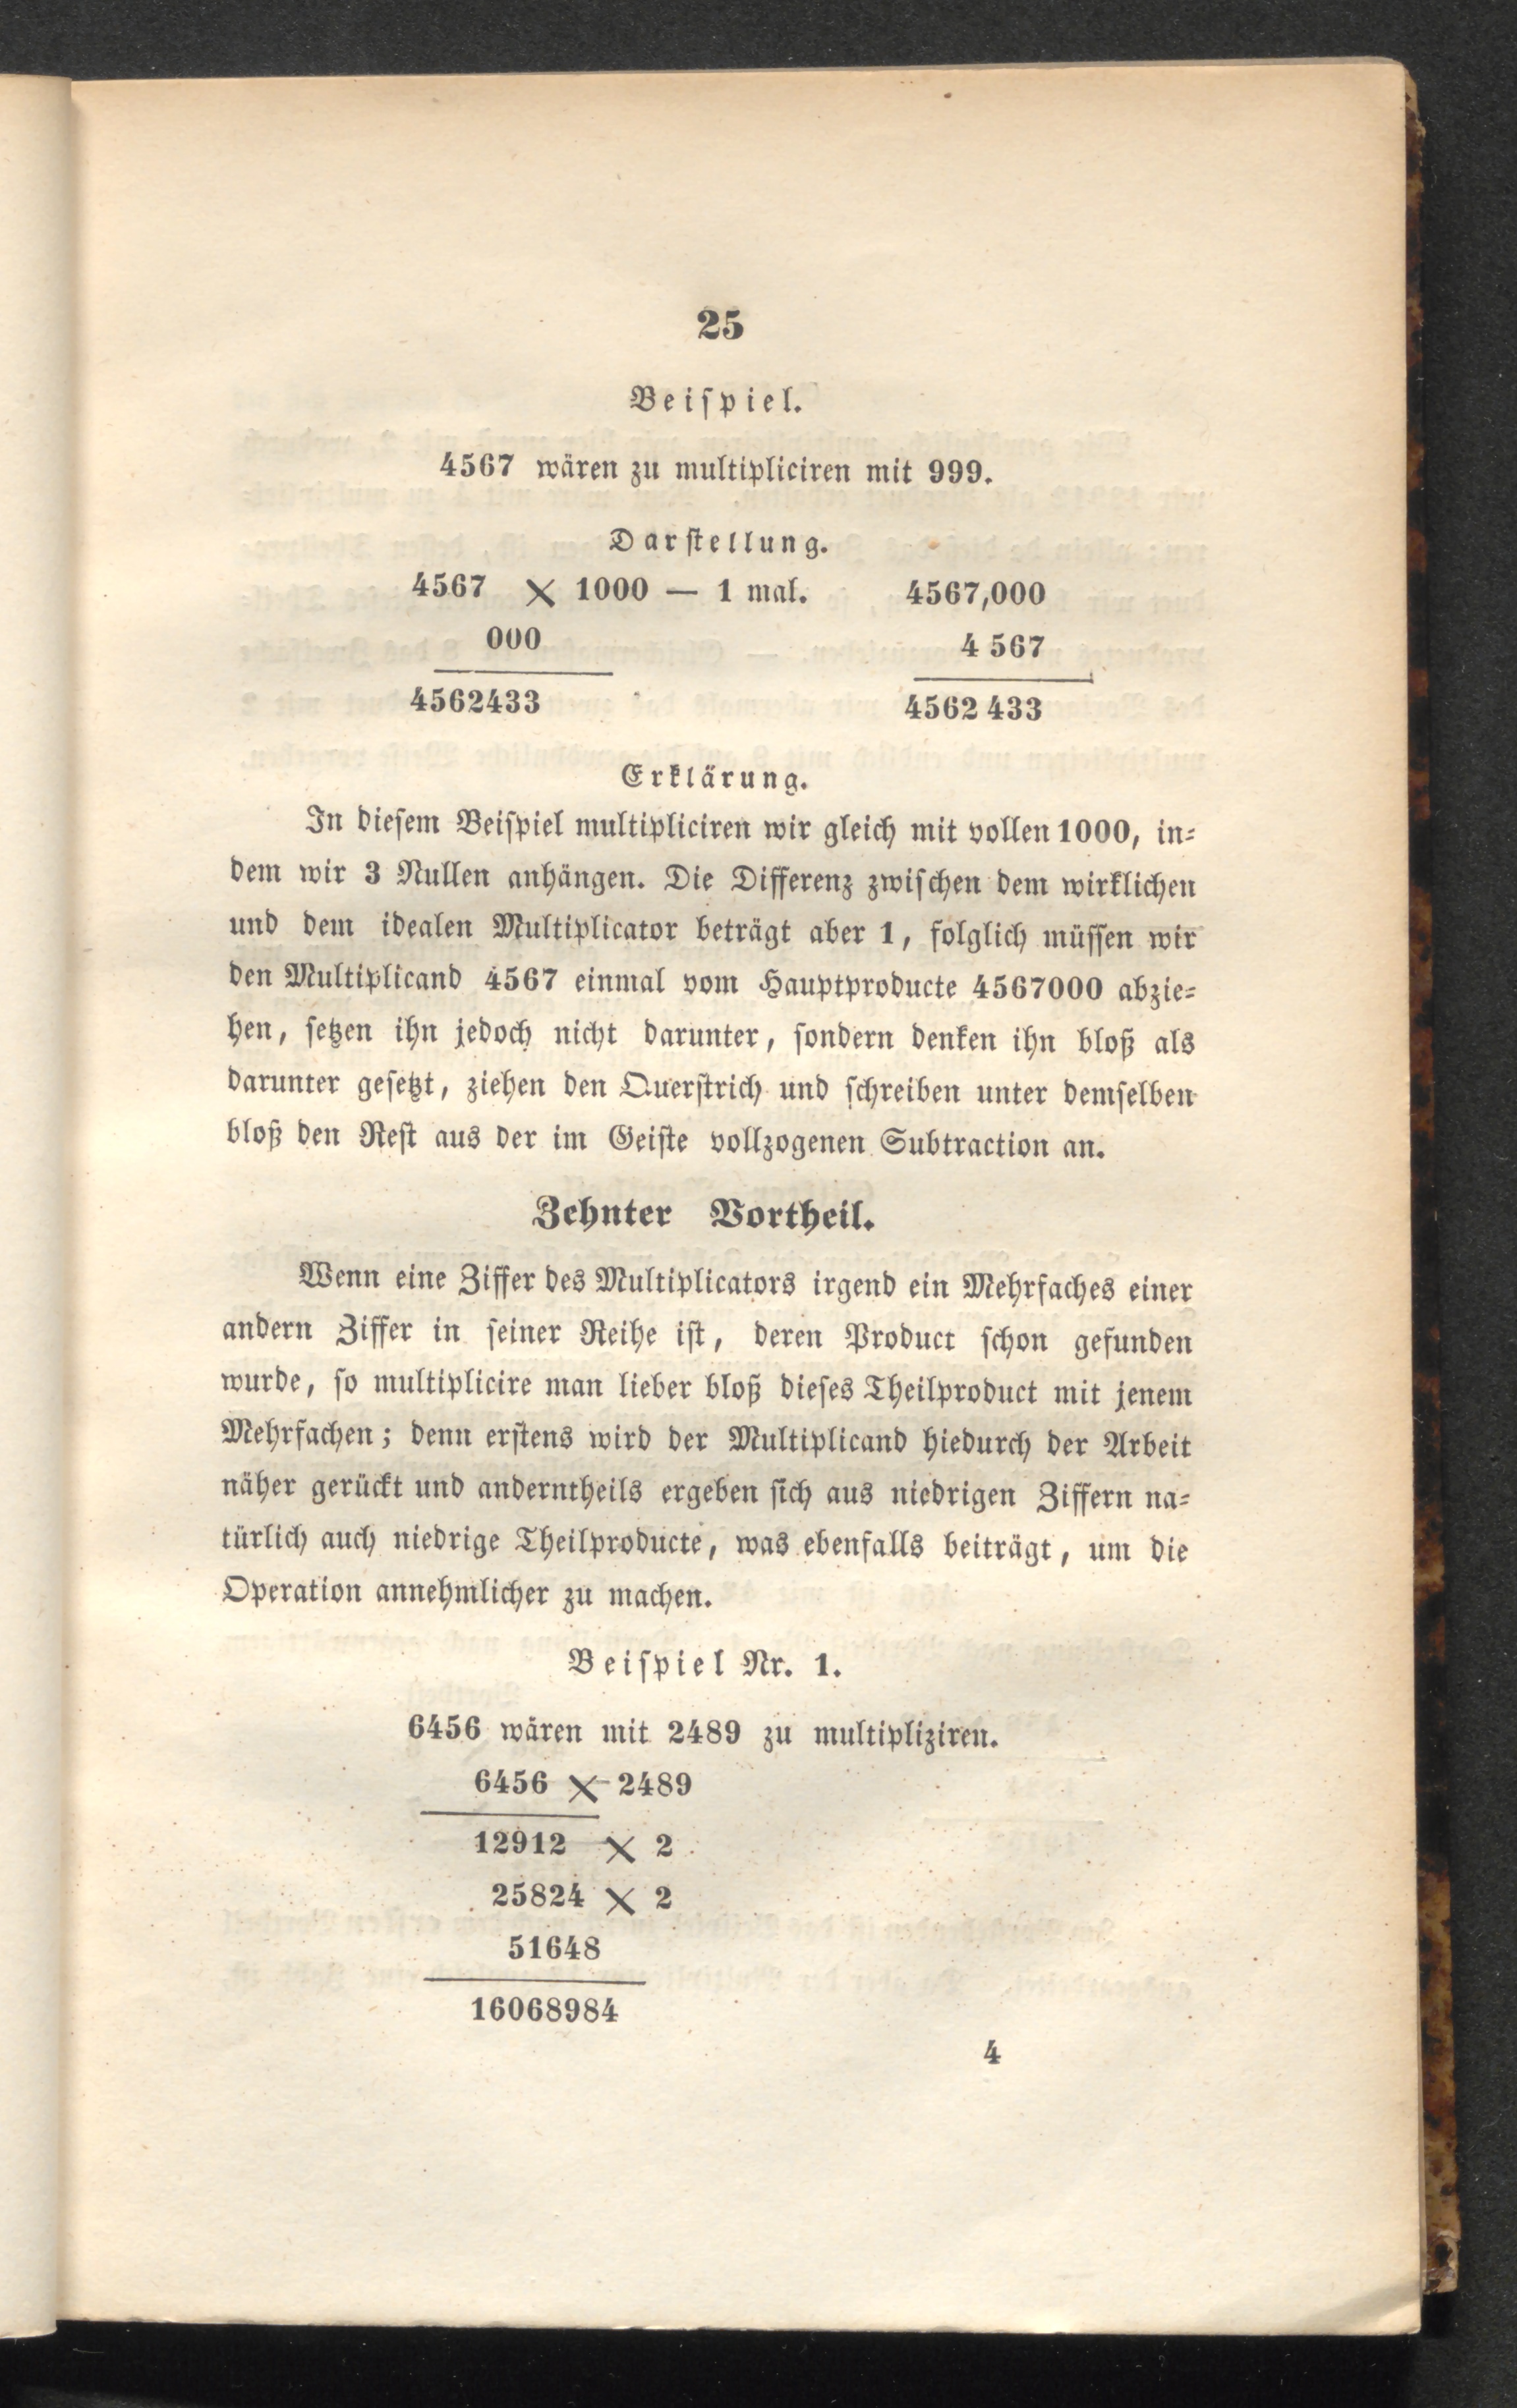 25
Beispiel.
4567 wären zu multipliciren mit 999.
Darstellung.
4567 × 1000 — 1 mal. 4567,000
000 4 567
4562433 4562 433
Erklärung.
In diesem Beispiel multipliciren wir gleich mit vollen 1000, in-
dem wir 3 Nullen anhängen. Die Differenz zwischen dem wirklichen
und dem idealen Multiplicator beträgt aber 1, folglich müssen wir
den Multiplicand 4567 einmal vom Hauptproducte 4567000 abzie-
hen, setzen ihn jedoch nicht darunter, sondern denken ihn bloß als
darunter gesetzt, ziehen den Querstrich und schreiben unter demselben
bloß den Rest aus der im Geiste vollzogenen Subtraction an.
Zehnter Vortheil.
Wenn eine Ziffer des Multiplicators irgend ein Mehrfaches einer
andern Ziffer in seiner Reihe ist, deren Product schon gefunden
wurde, so multiplicire man lieber bloß dieses Theilproduct mit jenem
Mehrfachen; denn erstens wird der Multiplicand hiedurch der Arbeit
näher gerückt und anderntheils ergeben sich aus niedrigen Ziffern na-
türlich auch niedrige Theilproducte, was ebenfalls beiträgt, um die
Operation annehmlicher zu machen.
Beispiel Nr. 1.
6456 wären mit 2489 zu multipliziren.
6456 × 2489
12912 × 2
25824 × 2
51648
16068984
4